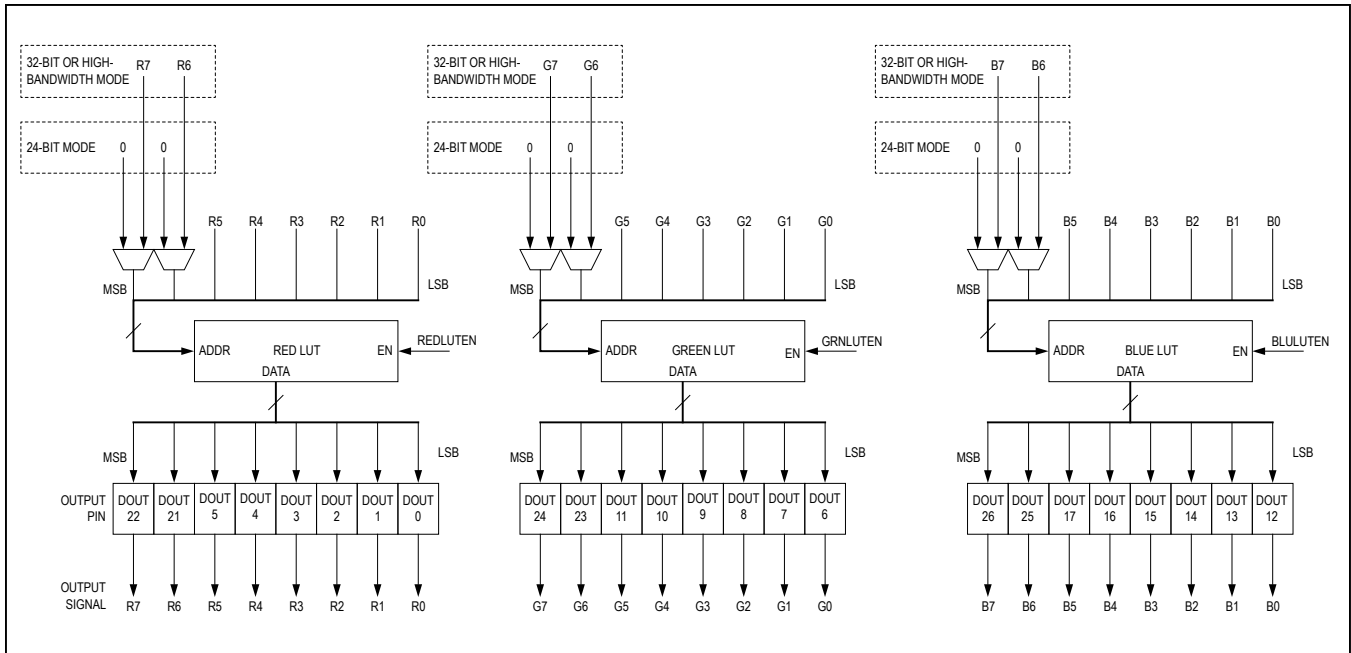 32-BIT OR HIGH-
BANDWIDTH MODE
R7 R6
24-BIT MODE 0 0
R5 R4 R3 R2 R1 R0
MSB LSB
ADDR RED LUT EN
DATA
REDLUTEN
MSB LSB
OUTPUT
PIN
DOUT
22
DOUT
21
DOUT
5
DOUT
4
DOUT
3
DOUT
2
DOUT
1
DOUT
0
OUTPUT
SIGNAL
R7 R6 R5 R4 R3 R2 R1 R0
32-BIT OR HIGH-
BANDWIDTH MODE
G7 G6
24-BIT MODE 0 0
G5 G4 G3 G2 G1 G0
MSB LSB
ADDR GREEN LUT EN
DATA
GRNLUTEN
MSB LSB
DOUT
24
DOUT
23
DOUT
11
DOUT
10
DOUT
9
DOUT
8
DOUT
7
DOUT
6
G7 G6 G5 G4 G3 G2 G1 G0
32-BIT OR HIGH-
BANDWIDTH MODE
B7 B6
24-BIT MODE 0 0
B5 B4 B3 B2 B1 B0
MSB LSB
ADDR BLUE LUT EN
DATA
BLULUTEN
MSB LSB
DOUT
26
DOUT
25
DOUT
17
DOUT
16
DOUT
15
DOUT
14
DOUT
13
DOUT
12
B7 B6 B5 B4 B3 B2 B1 B0